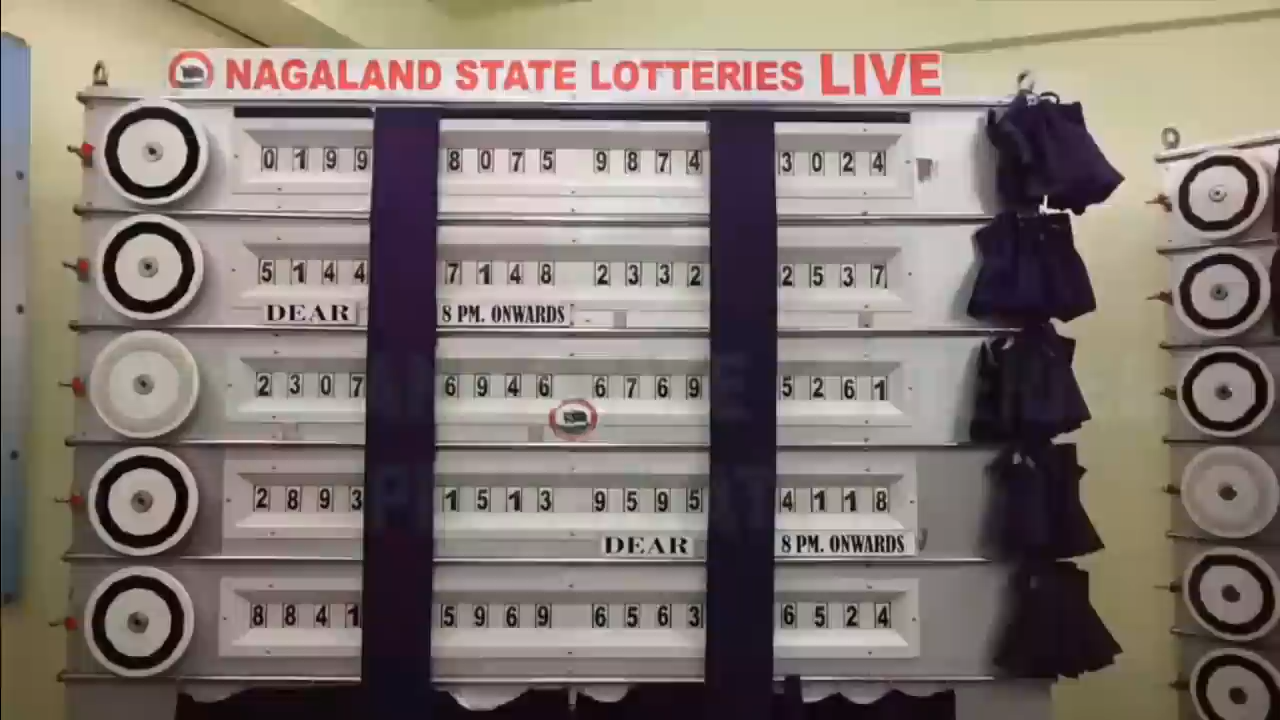 NAGALAND STATE LOTTERIES LIVE
0199 8075 9874 3024
5144 7148 2332 2537
DEAR 8 PM. ONWARDS
2307 6946 6769 5261
2893 1513 9595 4118
DEAR 8 PM. ONWARDS
8841 5969 6563 6524